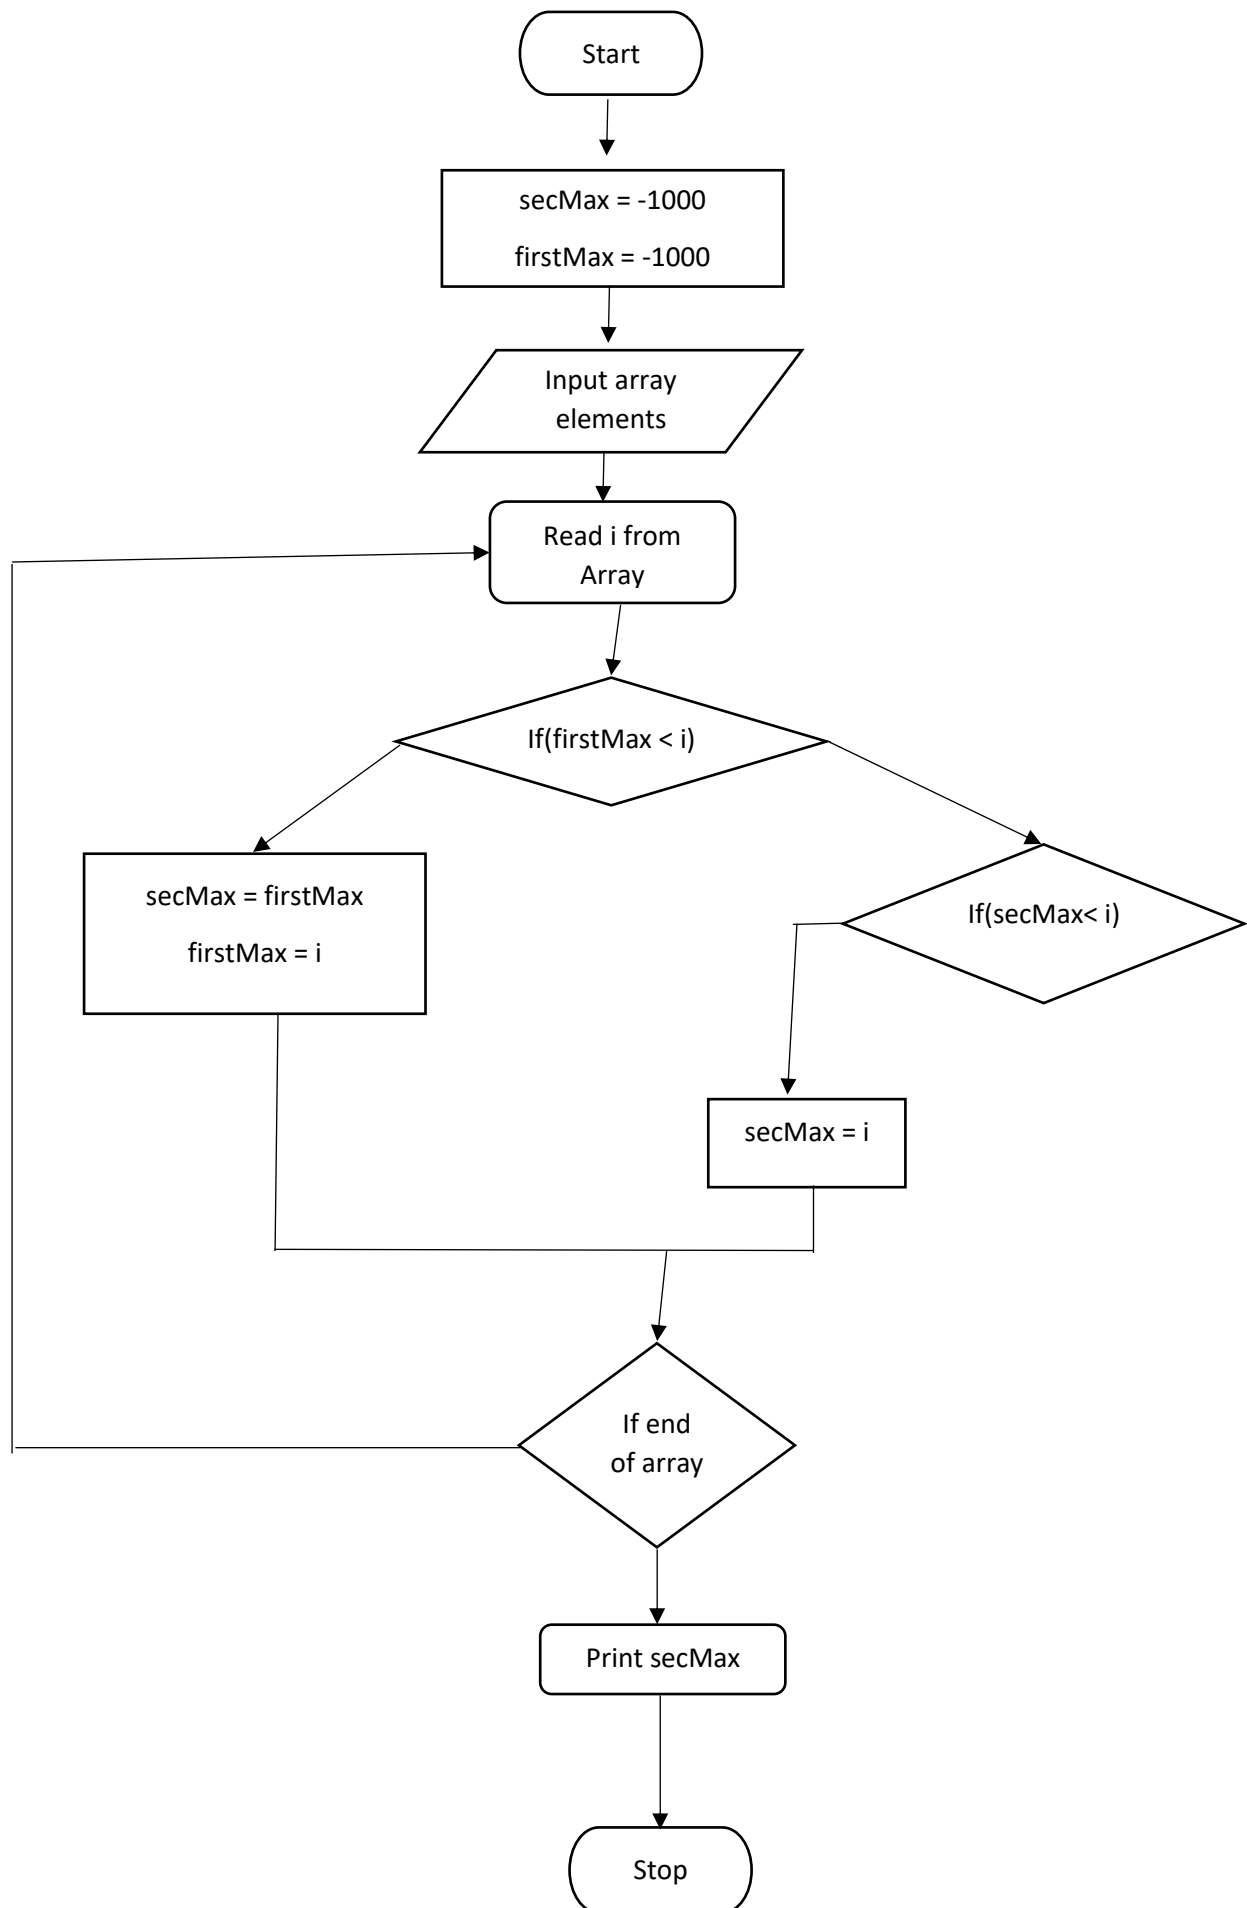 Start
secMax = -1000
firstMax = -1000
Input array
elements
Read i from
Array
If(firstMax < i)
secMax = firstMax
firstMax = i
If(secMax< i)
secMax = i
If end
of array
Print secMax
Stop